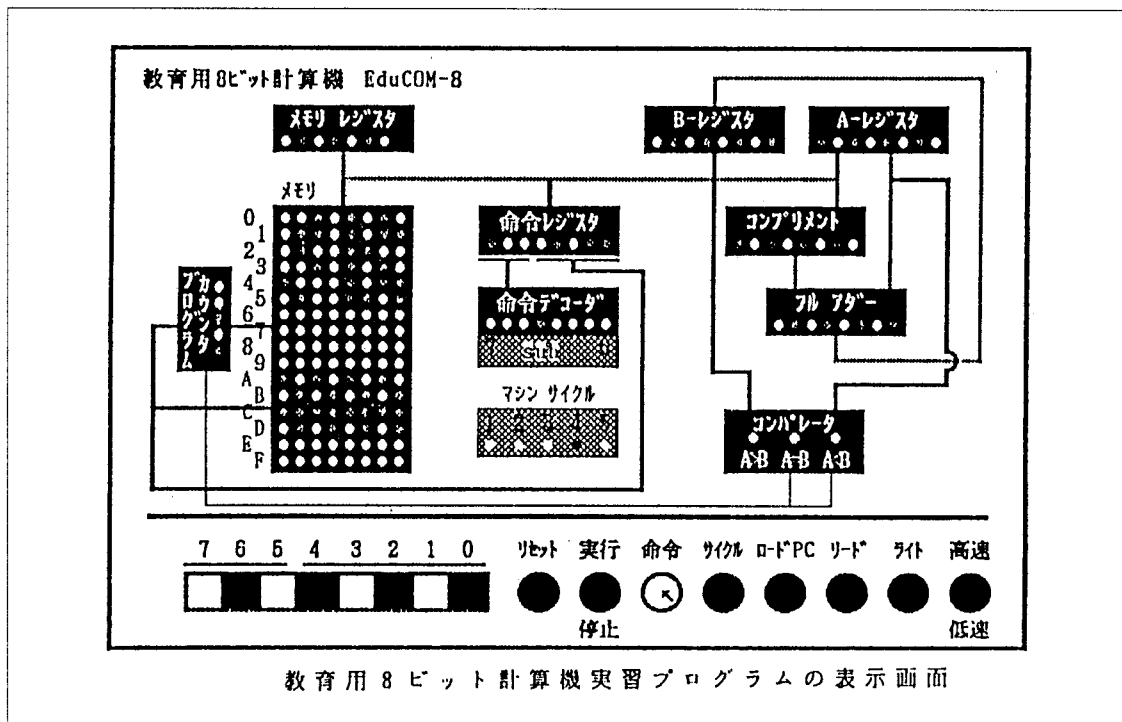 教育用8ビット計算機 EduCOM-8
メモリ レジスタ
B-レジスタ
A-レジスタ
メモリ
0
1
2
3
4
5
6
7
8
9
A
B
C
D
E
F
プログラム
カウンタ
命令レジスタ
命令デコーダ
マシン サイクル
コンプリメント
フル アダー
コンパレータ
A>B A=B A<B
7 6 5 4 3 2 1 0
リセット 実行 命令 サイクル ロードPC リード ライト 高速
停止 低速
教育用8ビット計算機実習プログラムの表示画面